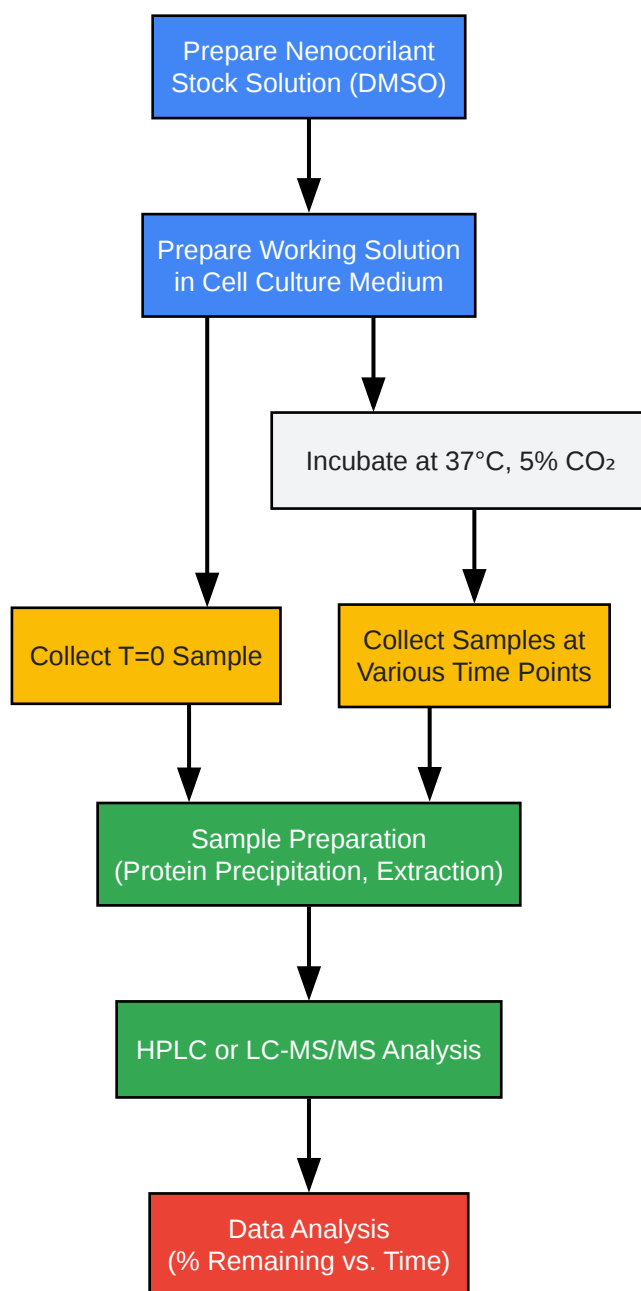 Prepare Nenocorilant
Stock Solution (DMSO)
Prepare Working Solution
in Cell Culture Medium
Incubate at 37°C, 5% CO₂
Collect T=0 Sample
Collect Samples at
Various Time Points
Sample Preparation
(Protein Precipitation, Extraction)
HPLC or LC-MS/MS Analysis
Data Analysis
(% Remaining vs. Time)